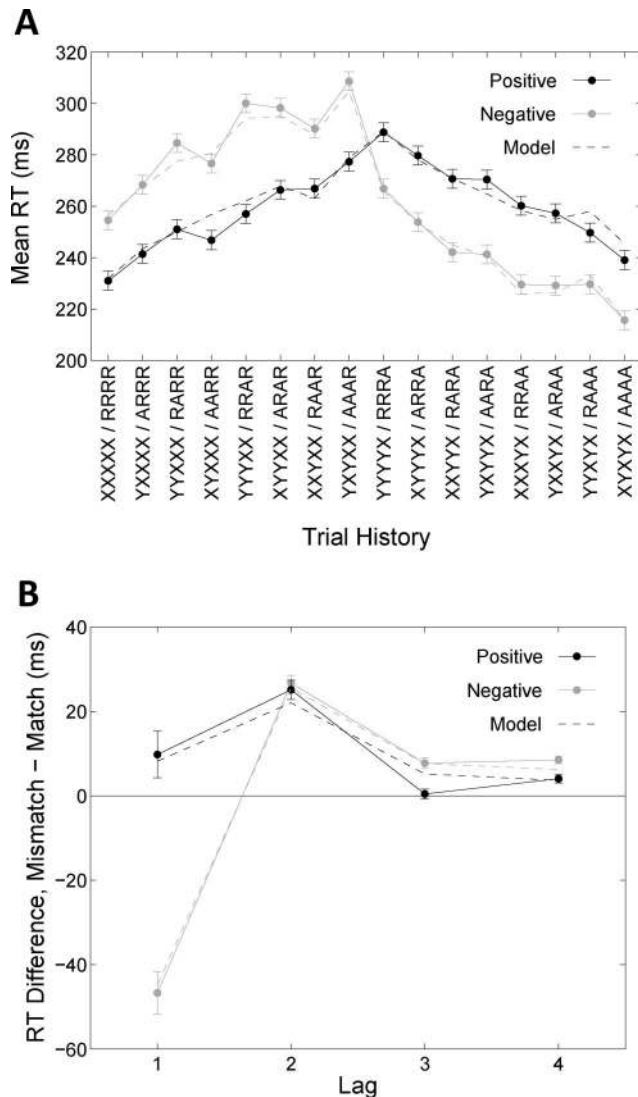 A
320
300
280
260
240
220
200
Mean RT (ms)
Positive
Negative
Model
XXXXX / RRRR
YXXXX / ARRR
YYXXX / RARR
XYXXX / AARR
YYYXX / RRAR
XYYXX / ARAR
XXYXX / RAAR
YXYXX / AAAR
YYYYX / RRRA
XYYYX / ARRA
XXYYX / RARA
YXYYX / AARA
XXXYX / RRAA
YXXYX / ARAA
YYXYX / RAAA
XYXYX / AAAA
Trial History
B
40
20
0
−20
−40
−60
RT Difference, Mismatch − Match (ms)
Positive
Negative
Model
1 2 3 4
Lag